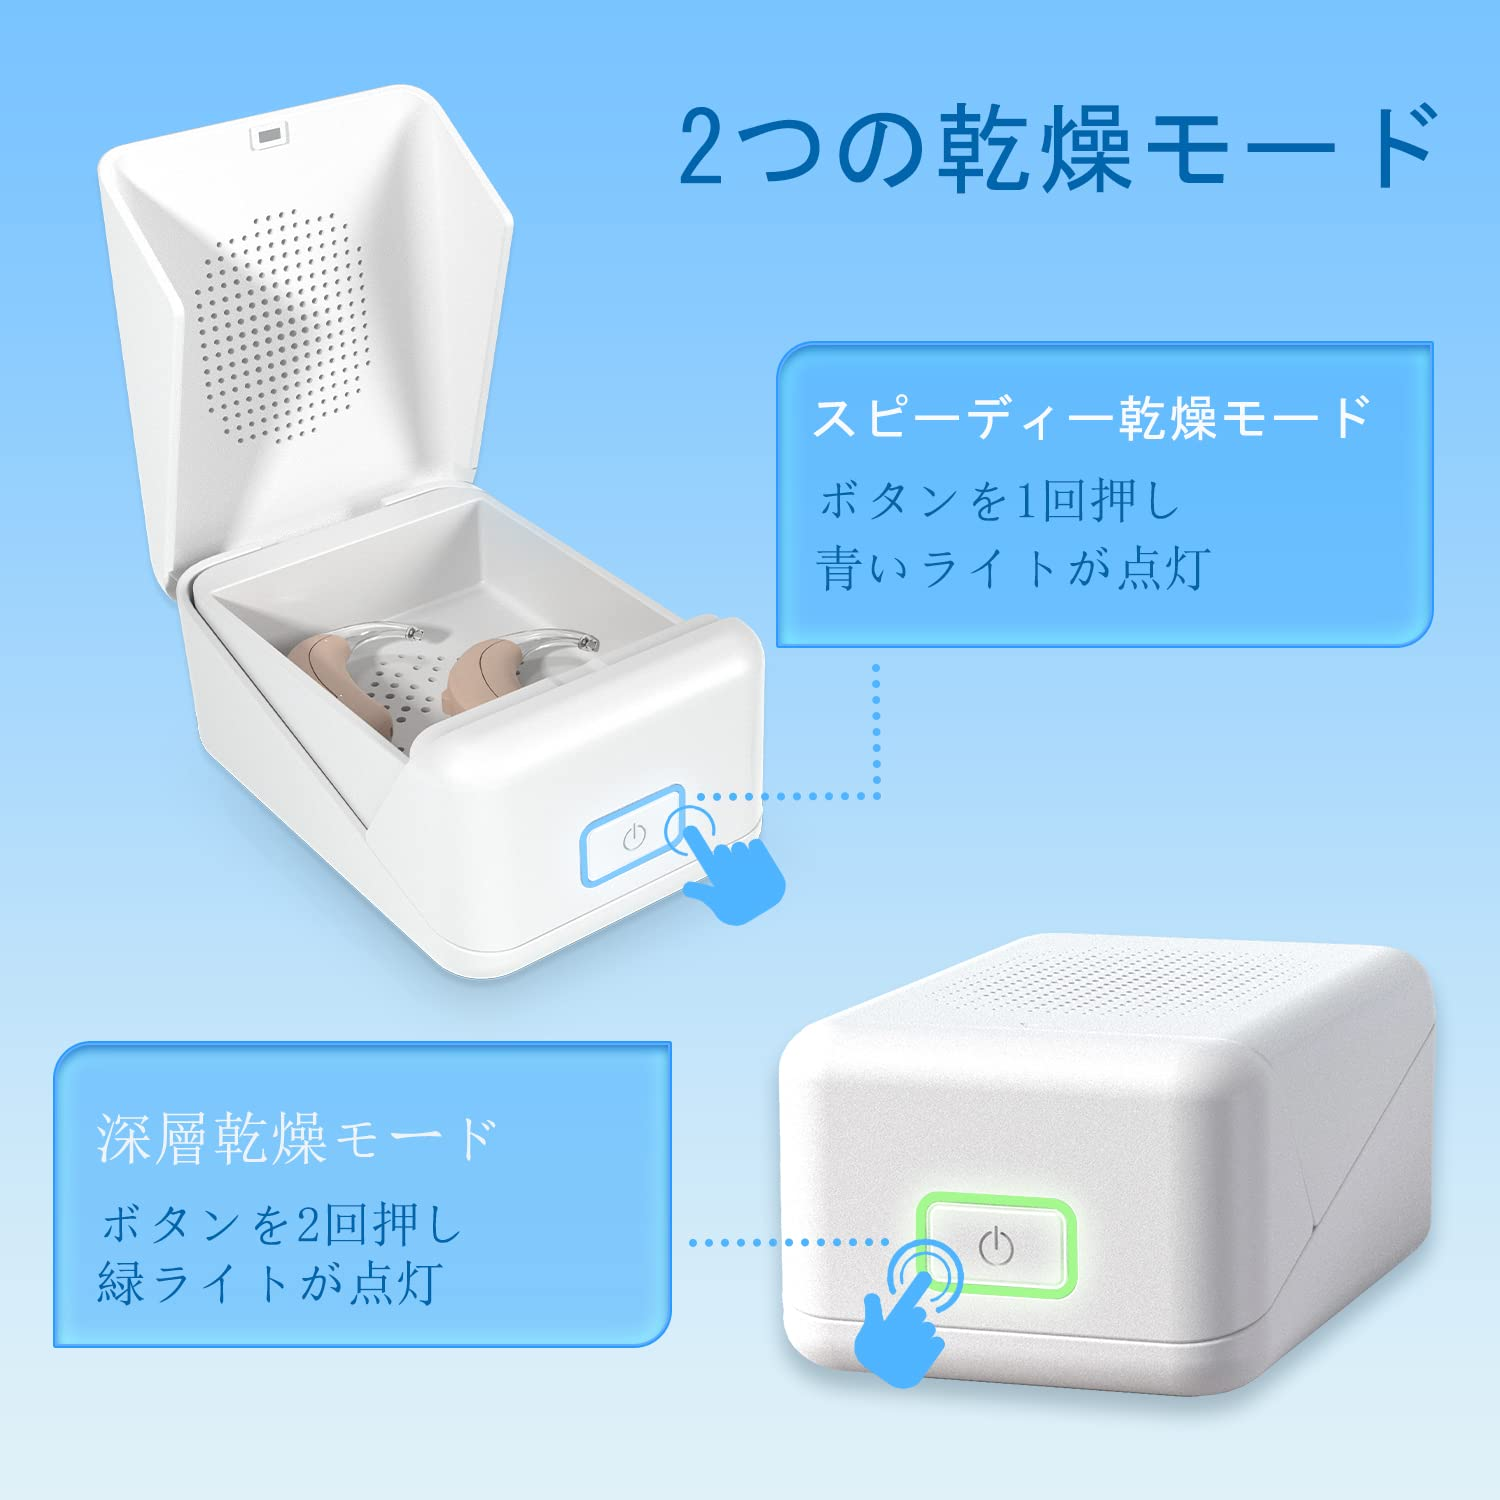 2つの乾燥モード
スピーディー乾燥モード
ボタンを1回押し
青いライトが点灯
深層乾燥モード
ボタンを2回押し
緑ライトが点灯